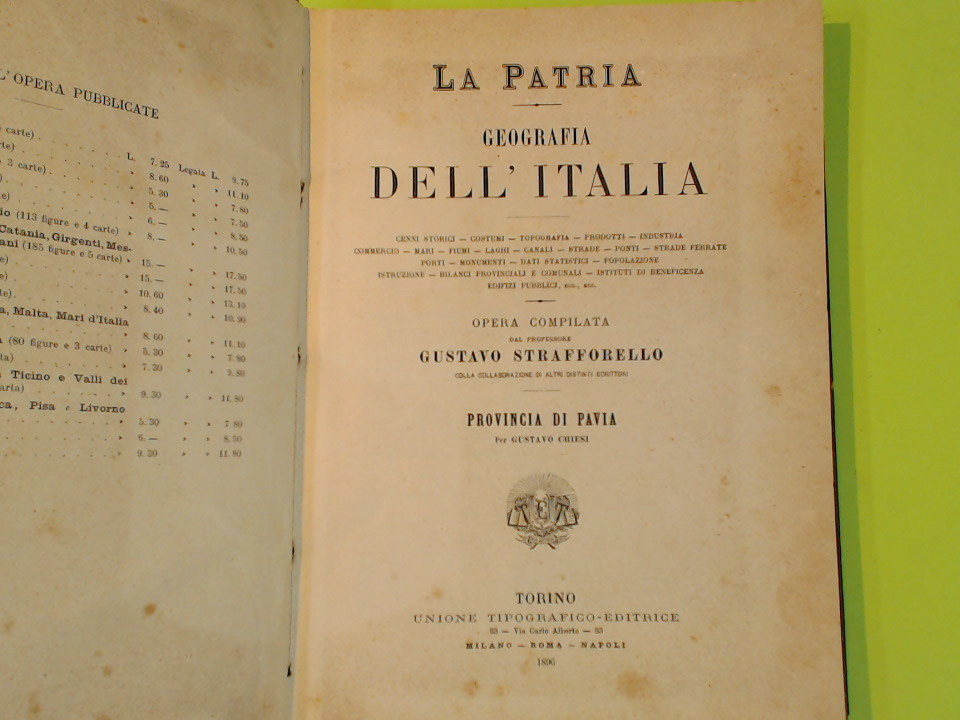 L'OPERA PUBBLICATE
carte)
L. 7. 25 Legata L. 9. 75
e 3 carte) » 8. 60 » » 11. 10
» 5. 30 » » 7. 80
» 5. — » » 7. 50
io (113 figure e 4 carte) » 6. — » » 8. 50
Catania, Girgenti, Mes- » 8. — » » 10. 50
ani (185 figure e 5 carte) » 15. — » » 17. 50
» 15. — » » 17. 50
» 10. 60 » » 13. 10
» 8. 40 » » 10. 90
a, Malta, Mari d'Italia
» 8. 60 » » 11. 10
(80 figure e 3 carte) » 5. 30 » » 7. 80
» 7. 30 » » 9. 80
Ticino e Valli dei
» 9. 30 » » 11. 80
ca, Pisa e Livorno
» 5. 30 » » 7 80
» 6. — » » 8. 50
» 9. 30 » » 11. 80
LA PATRIA
GEOGRAFIA
DELL'ITALIA
CENNI STORICI — COSTUMI — TOPOGRAFIA — PRODOTTI — INDUSTRIA
COMMERCIO — MARI — FIUMI — LAGHI — CANALI — STRADE — PONTI — STRADE FERRATE
PORTI — MONUMENTI — DATI STATISTICI — POPOLAZIONE
ISTRUZIONE — BILANCI PROVINCIALI E COMUNALI — ISTITUTI DI BENEFICENZA
EDIFIZI PUBBLICI, ECC., ECC.
OPERA COMPILATA
DAL PROFESSORE
GUSTAVO STRAFFORELLO
COLLA COLLABORAZIONE DI ALTRI DISTINTI SCRITTORI
PROVINCIA DI PAVIA
Per GUSTAVO CHIESI
TORINO
UNIONE TIPOGRAFICO-EDITRICE
33 — Via Carlo Alberto — 33
MILANO — ROMA — NAPOLI
1896